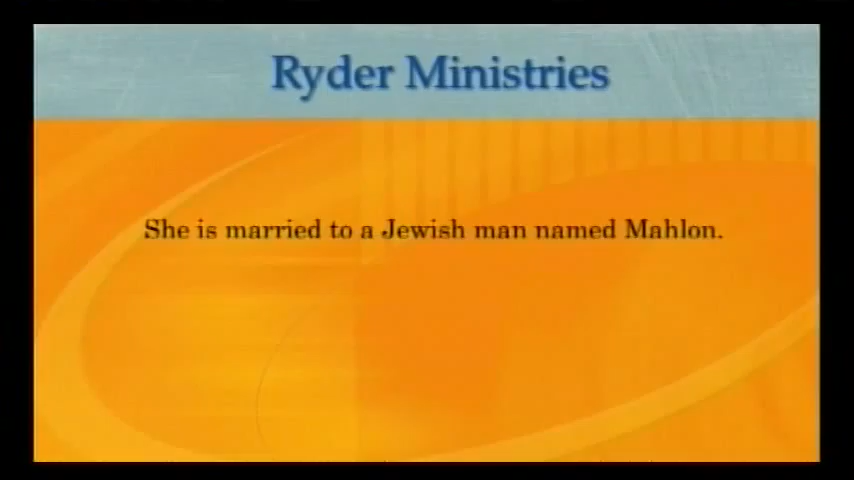 Ryder Ministries
She is married to a Jewish man named Mahlon.